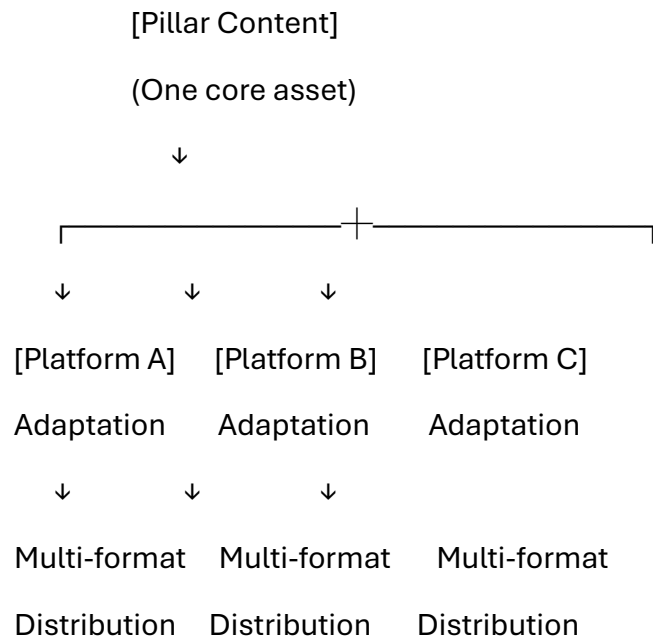 [Pillar Content]
(One core asset)
↓
┌───────────┼───────────┐
↓ ↓ ↓
[Platform A] [Platform B] [Platform C]
Adaptation Adaptation Adaptation
↓ ↓ ↓
Multi-format Multi-format Multi-format
Distribution Distribution Distribution